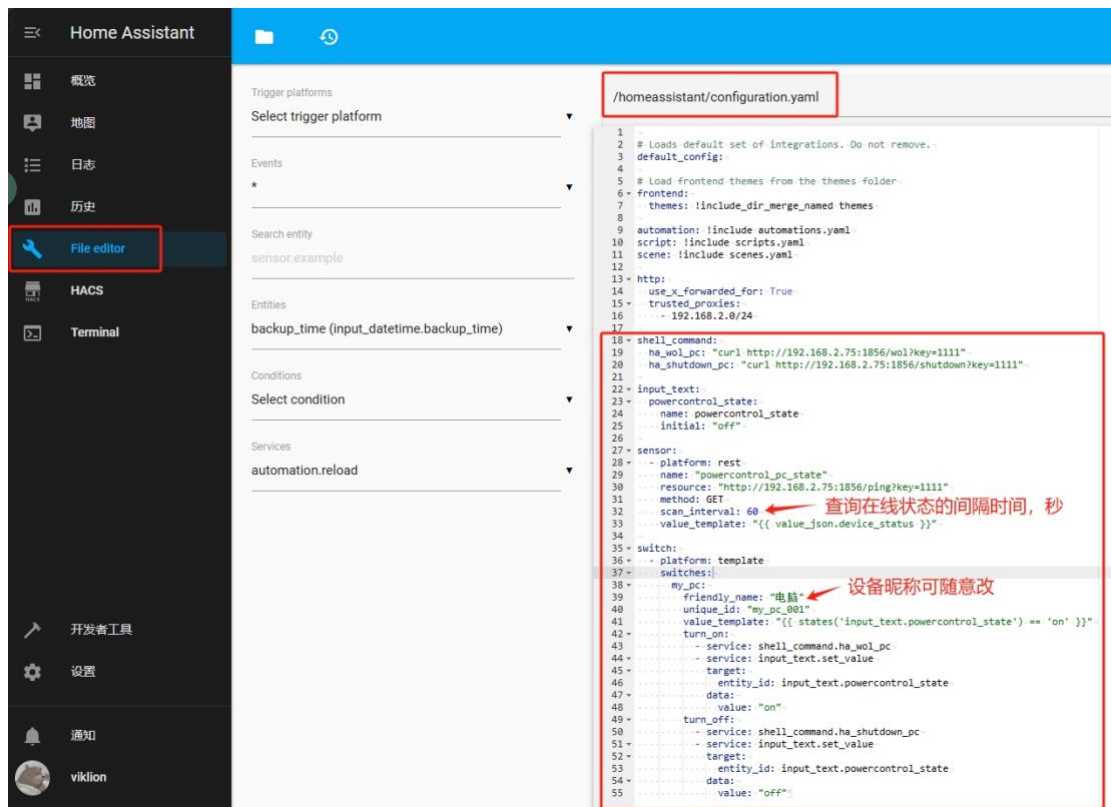 Home Assistant
概览
地图
日志
历史
File editor
HACS
HACS
Terminal
开发者工具
设置
通知
viklion
Trigger platforms
Select trigger platform
Events
*
Search entity
sensor.example
Entities
backup_time (input_datetime.backup_time)
Conditions
Select condition
Services
automation.reload
/homeassistant/configuration.yaml
1
2 # Loads default set of integrations. Do not remove.
3 default_config:
4
5 # Load frontend themes from the themes folder
6 frontend:
7 themes: !include_dir_merge_named themes
8
9 automation: !include automations.yaml
10 script: !include scripts.yaml
11 scene: !include scenes.yaml
12
13 http:
14 use_x_forwarded_for: True
15 trusted_proxies:
16 - 192.168.2.0/24
17
18 shell_command:
19 ha_wol_pc: "curl http://192.168.2.75:1856/wol?key=1111"
20 ha_shutdown_pc: "curl http://192.168.2.75:1856/shutdown?key=1111"
21
22 input_text:
23 powercontrol_state:
24 name: powercontrol_state
25 initial: "off"
26
27 sensor:
28 - platform: rest
29 name: "powercontrol_pc_state"
30 resource: "http://192.168.2.75:1856/ping?key=1111"
31 method: GET
32 scan_interval: 60 查询在线状态的间隔时间，秒
33 value_template: "{{ value_json.device_status }}"
34
35 switch:
36 - platform: template
37 switches:
38 my_pc:
39 friendly_name: "电脑" 设备昵称可随意改
40 unique_id: "my_pc_001"
41 value_template: "{{ states('input_text.powercontrol_state') == 'on' }}"
42 turn_on:
43 - service: shell_command.ha_wol_pc
44 - service: input_text.set_value
45 target:
46 entity_id: input_text.powercontrol_state
47 data:
48 value: "on"
49 turn_off:
50 - service: shell_command.ha_shutdown_pc
51 - service: input_text.set_value
52 target:
53 entity_id: input_text.powercontrol_state
54 data:
55 value: "off"